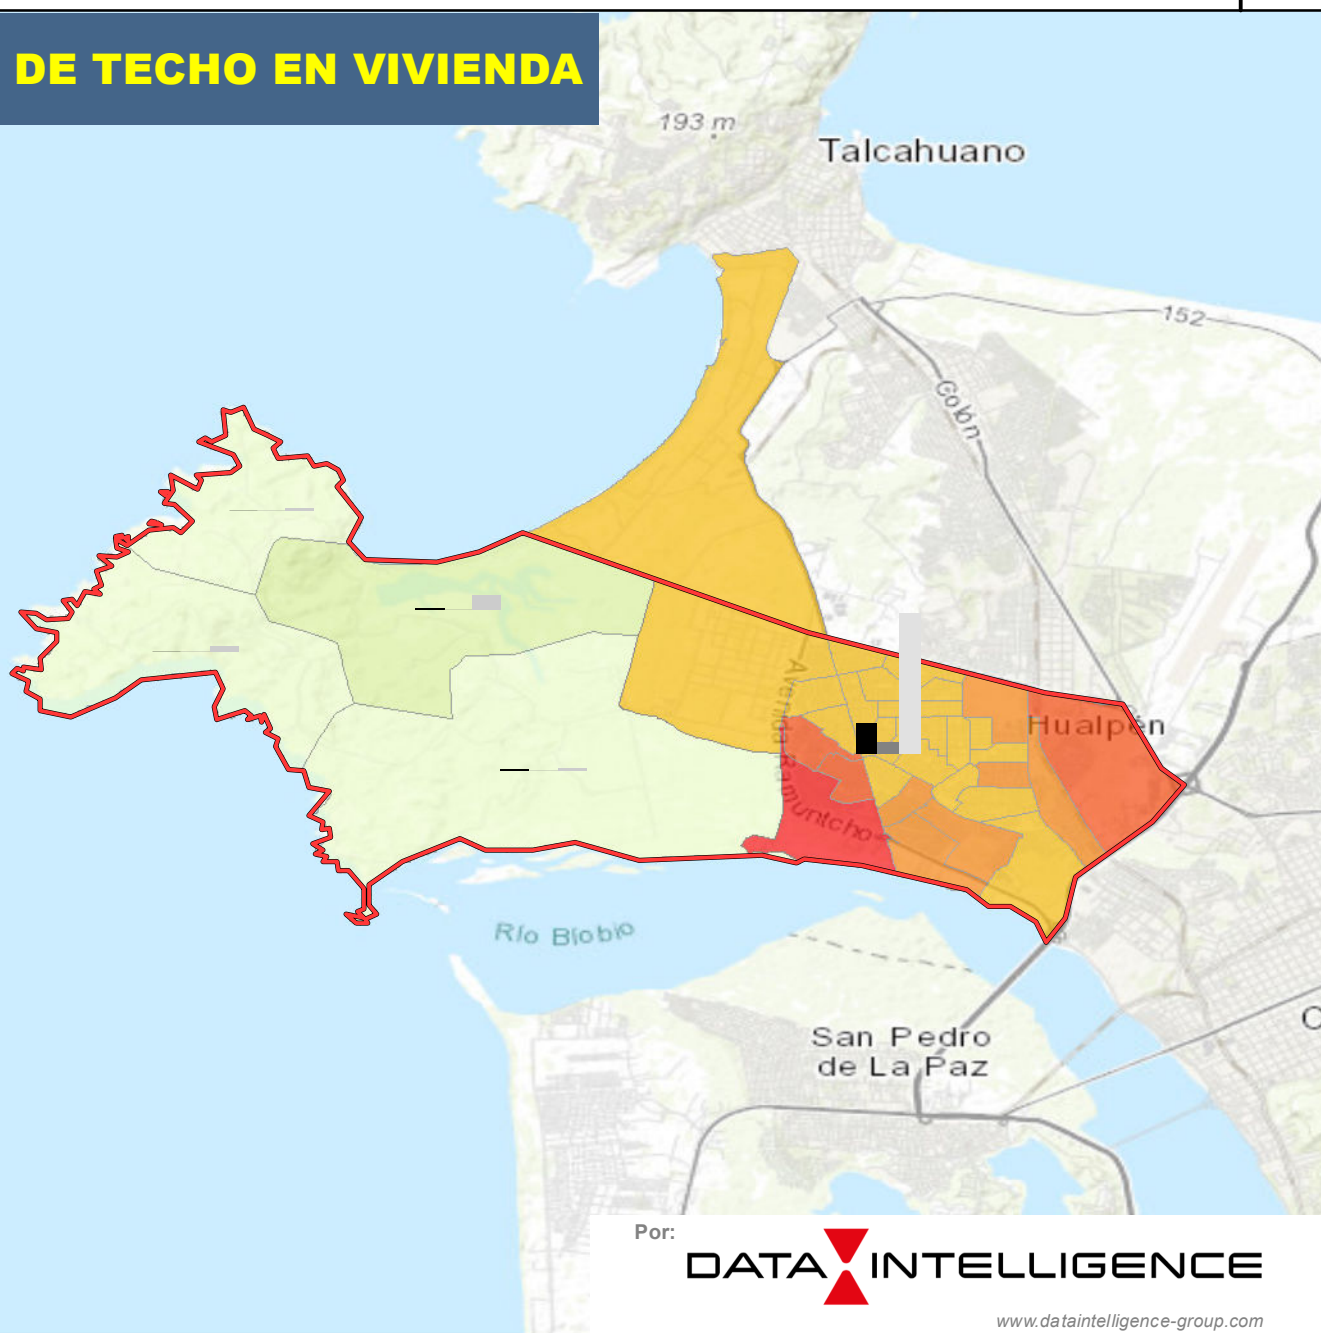 DE TECHO EN VIVIENDA
193 m
Talcahuano
152
Colón
Hualpén
Avenida Ramuntcho
Río Bíobío
San Pedro
de La Paz
C
Por:
DATA INTELLIGENCE
www.dataintelligence-group.com